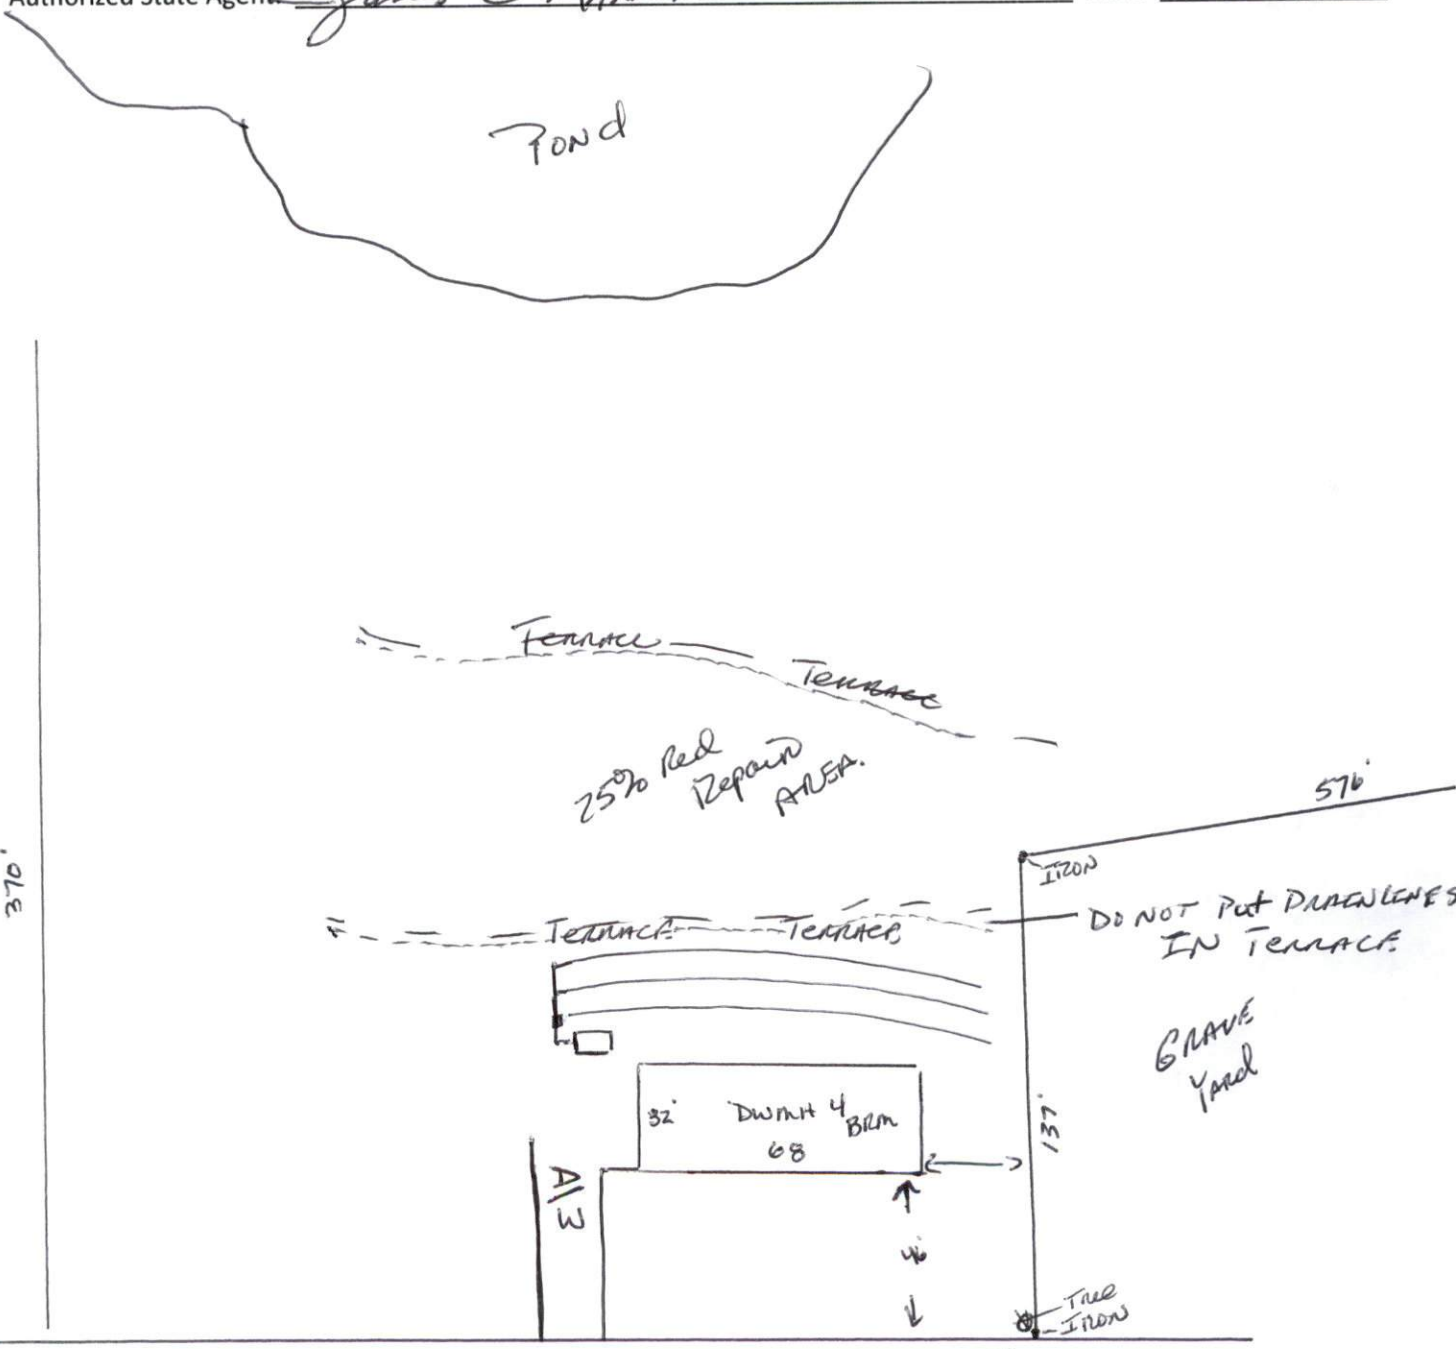 Authorized State Agent
Pond
Terrace
Terrace
25% Red
Repair
AREA.
576'
IRON
370'
DO NOT Put DRAINLINES
IN TERRACE
Terrace
Terrace
GRAVE
YARD
32' DWMH 4 BRM
68
137'
46'
Tree
IRON